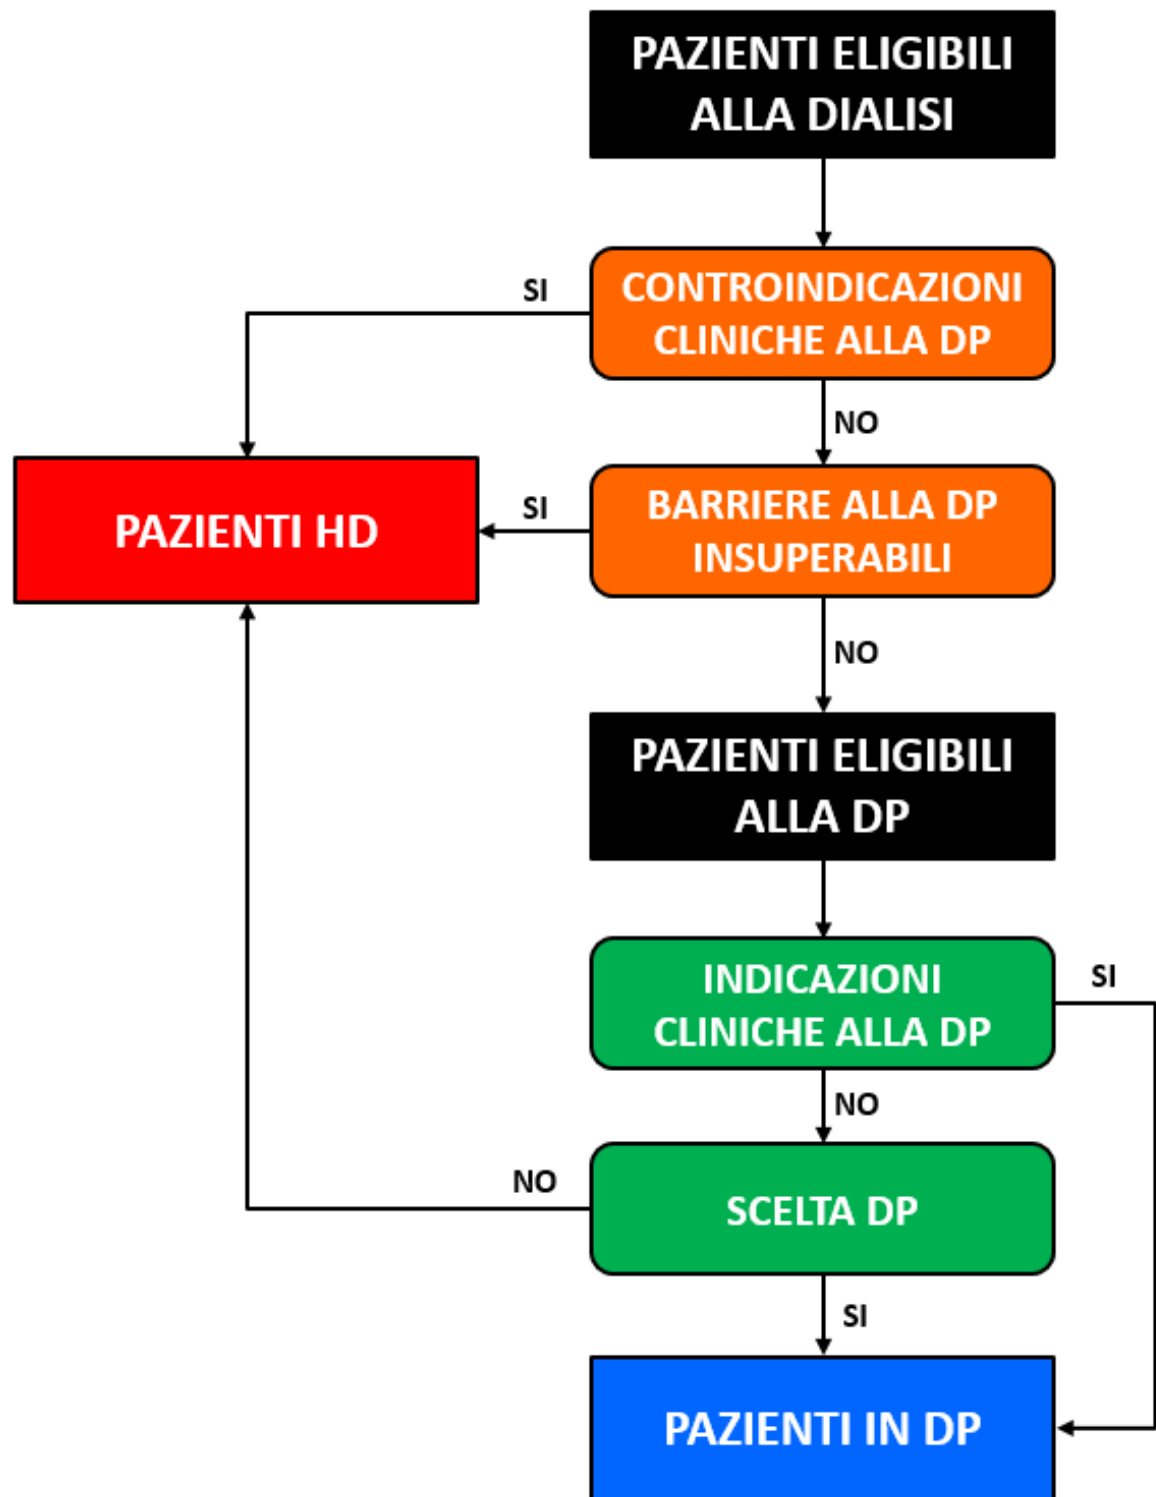 PAZIENTI ELIGIBILI
ALLA DIALISI
SI
CONTROINDICAZIONI
CLINICHE ALLA DP
NO
PAZIENTI HD
SI
BARRIERE ALLA DP
INSUPERABILI
NO
PAZIENTI ELIGIBILI
ALLA DP
INDICAZIONI
CLINICHE ALLA DP
SI
NO
NO
SCELTA DP
SI
PAZIENTI IN DP